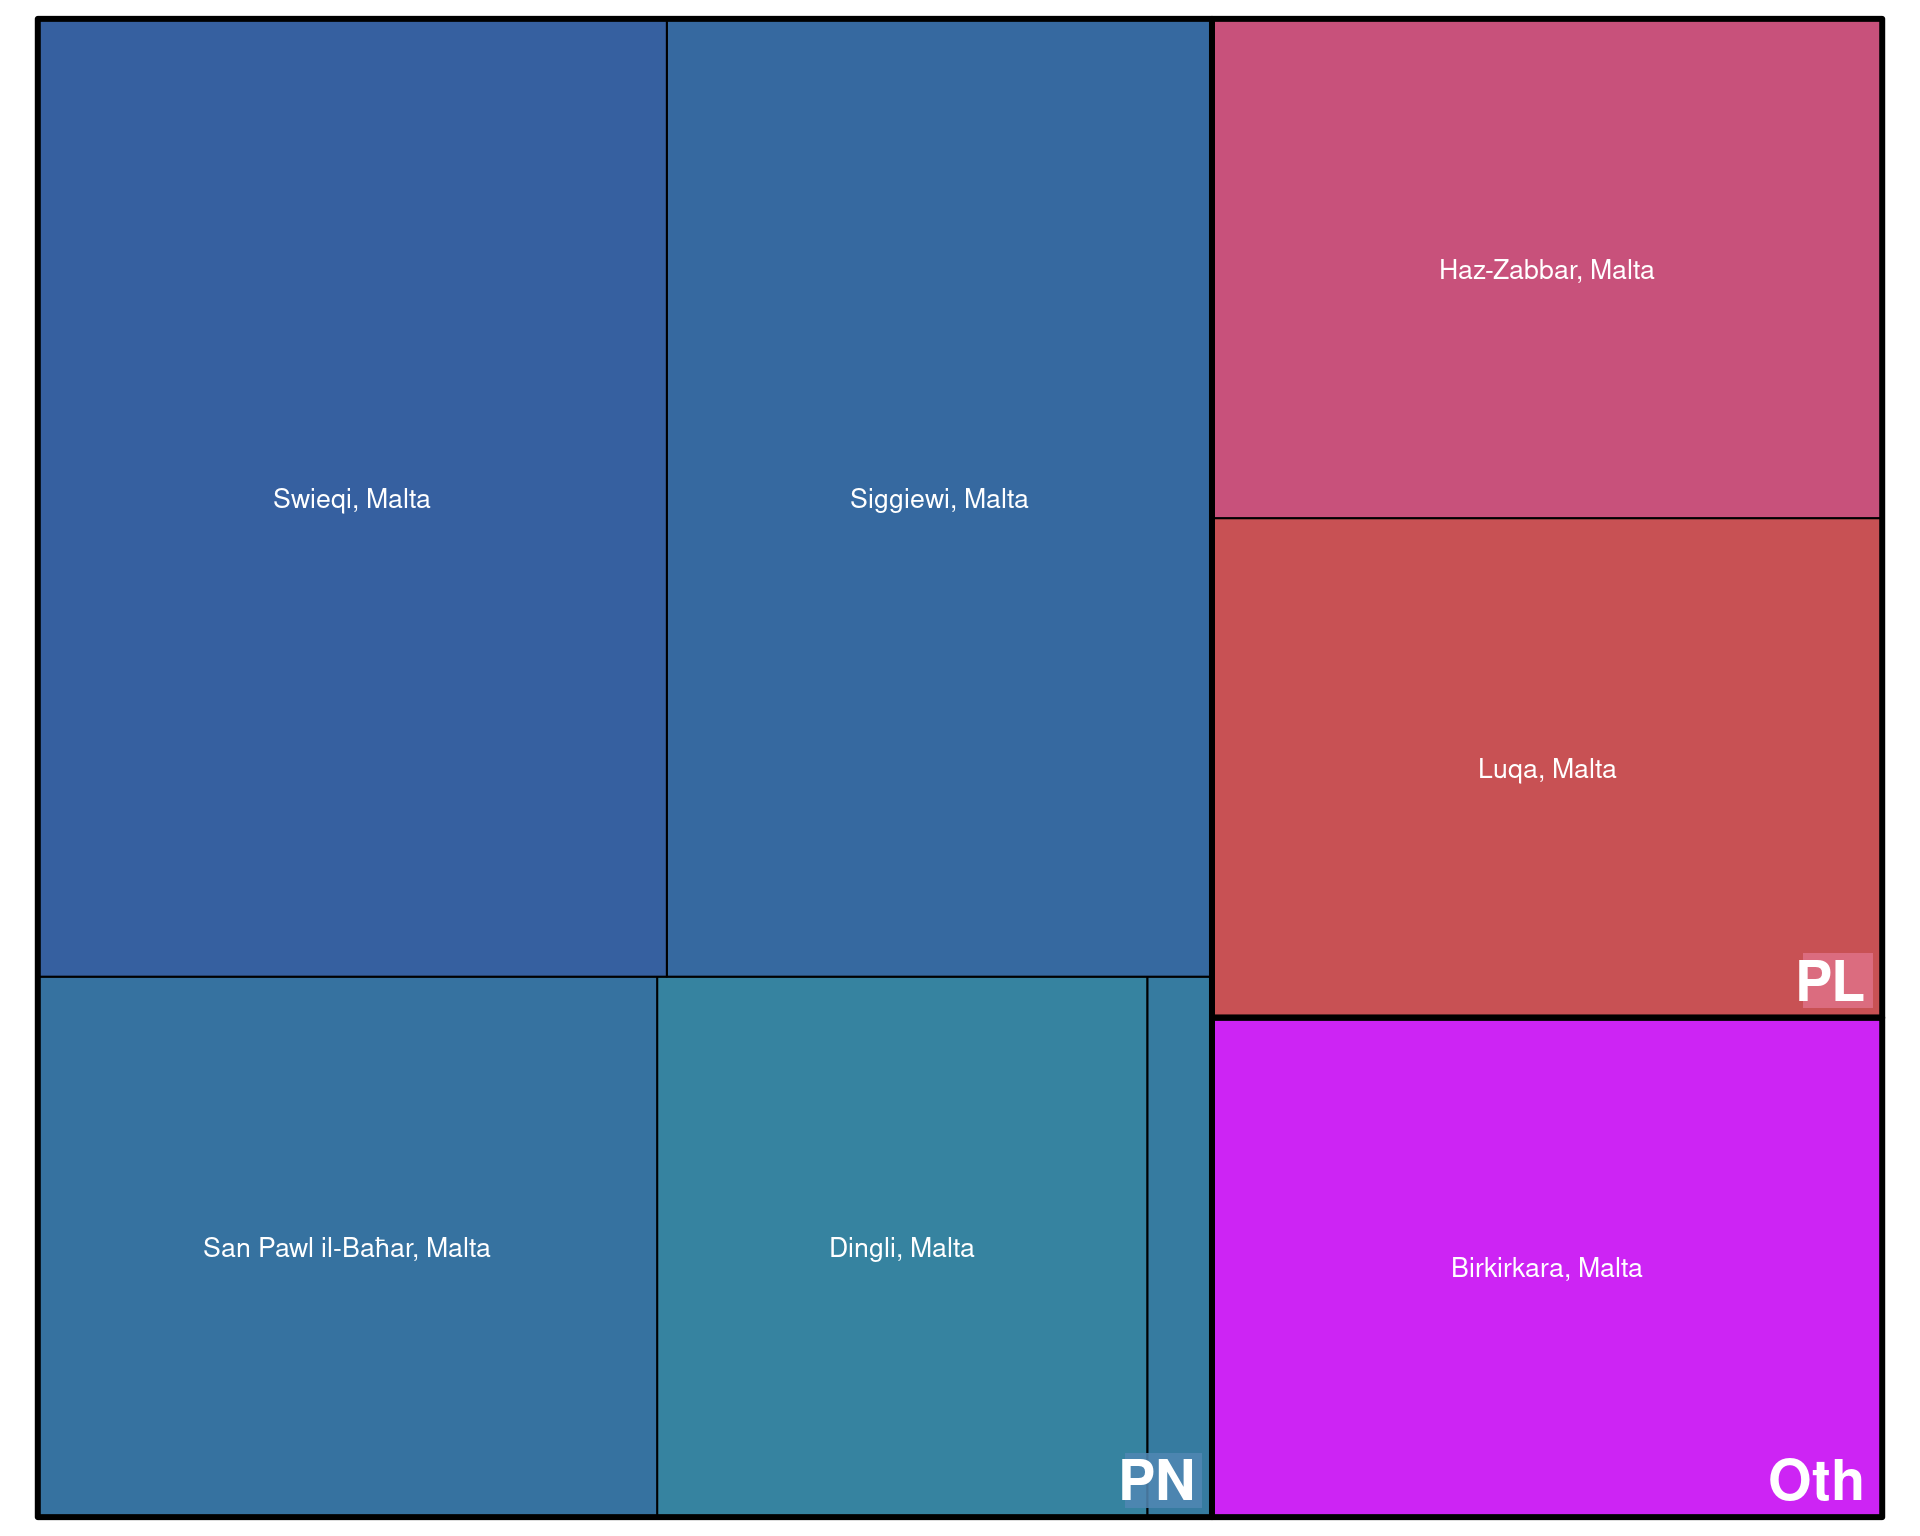 Swieqi, Malta
Siggiewi, Malta
Haz-Zabbar, Malta
Luqa, Malta
PL
San Pawl il-Baħar, Malta
Dingli, Malta
PN
Birkirkara, Malta
Oth